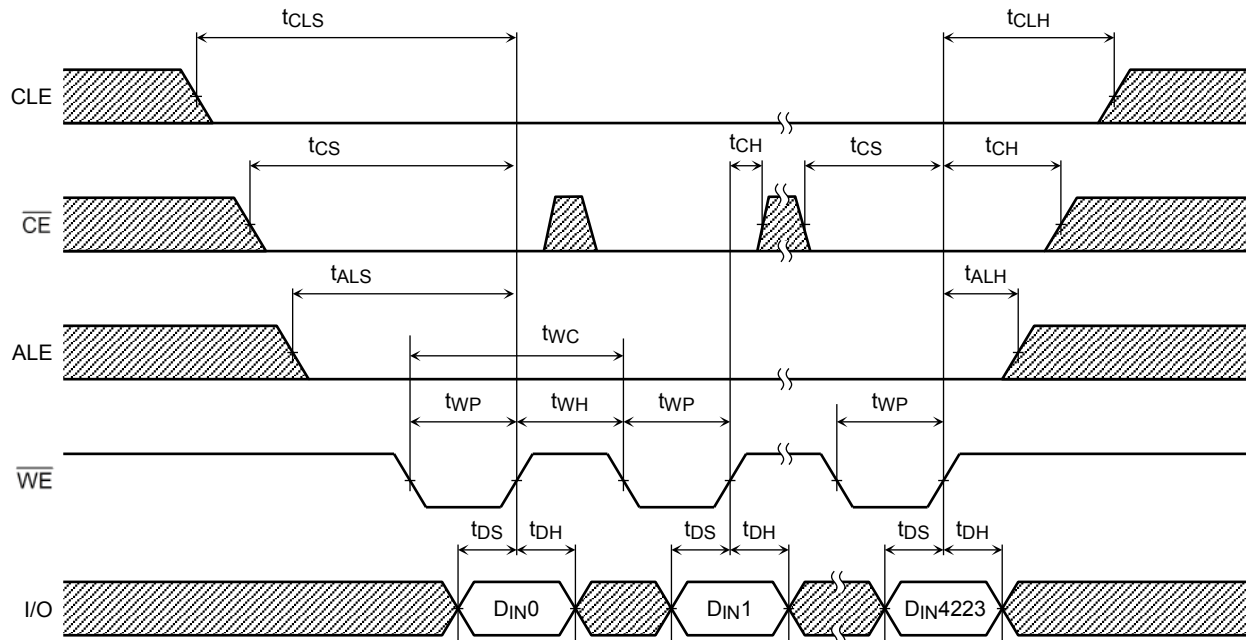 tCLS tCLH
CLE
tCS tCH tCS tCH
CE
tALS tALH
ALE
tWC
tWP tWH tWP tWP
WE
tDS tDH tDS tDH tDS tDH
I/O DIN0 DIN1 DIN4223